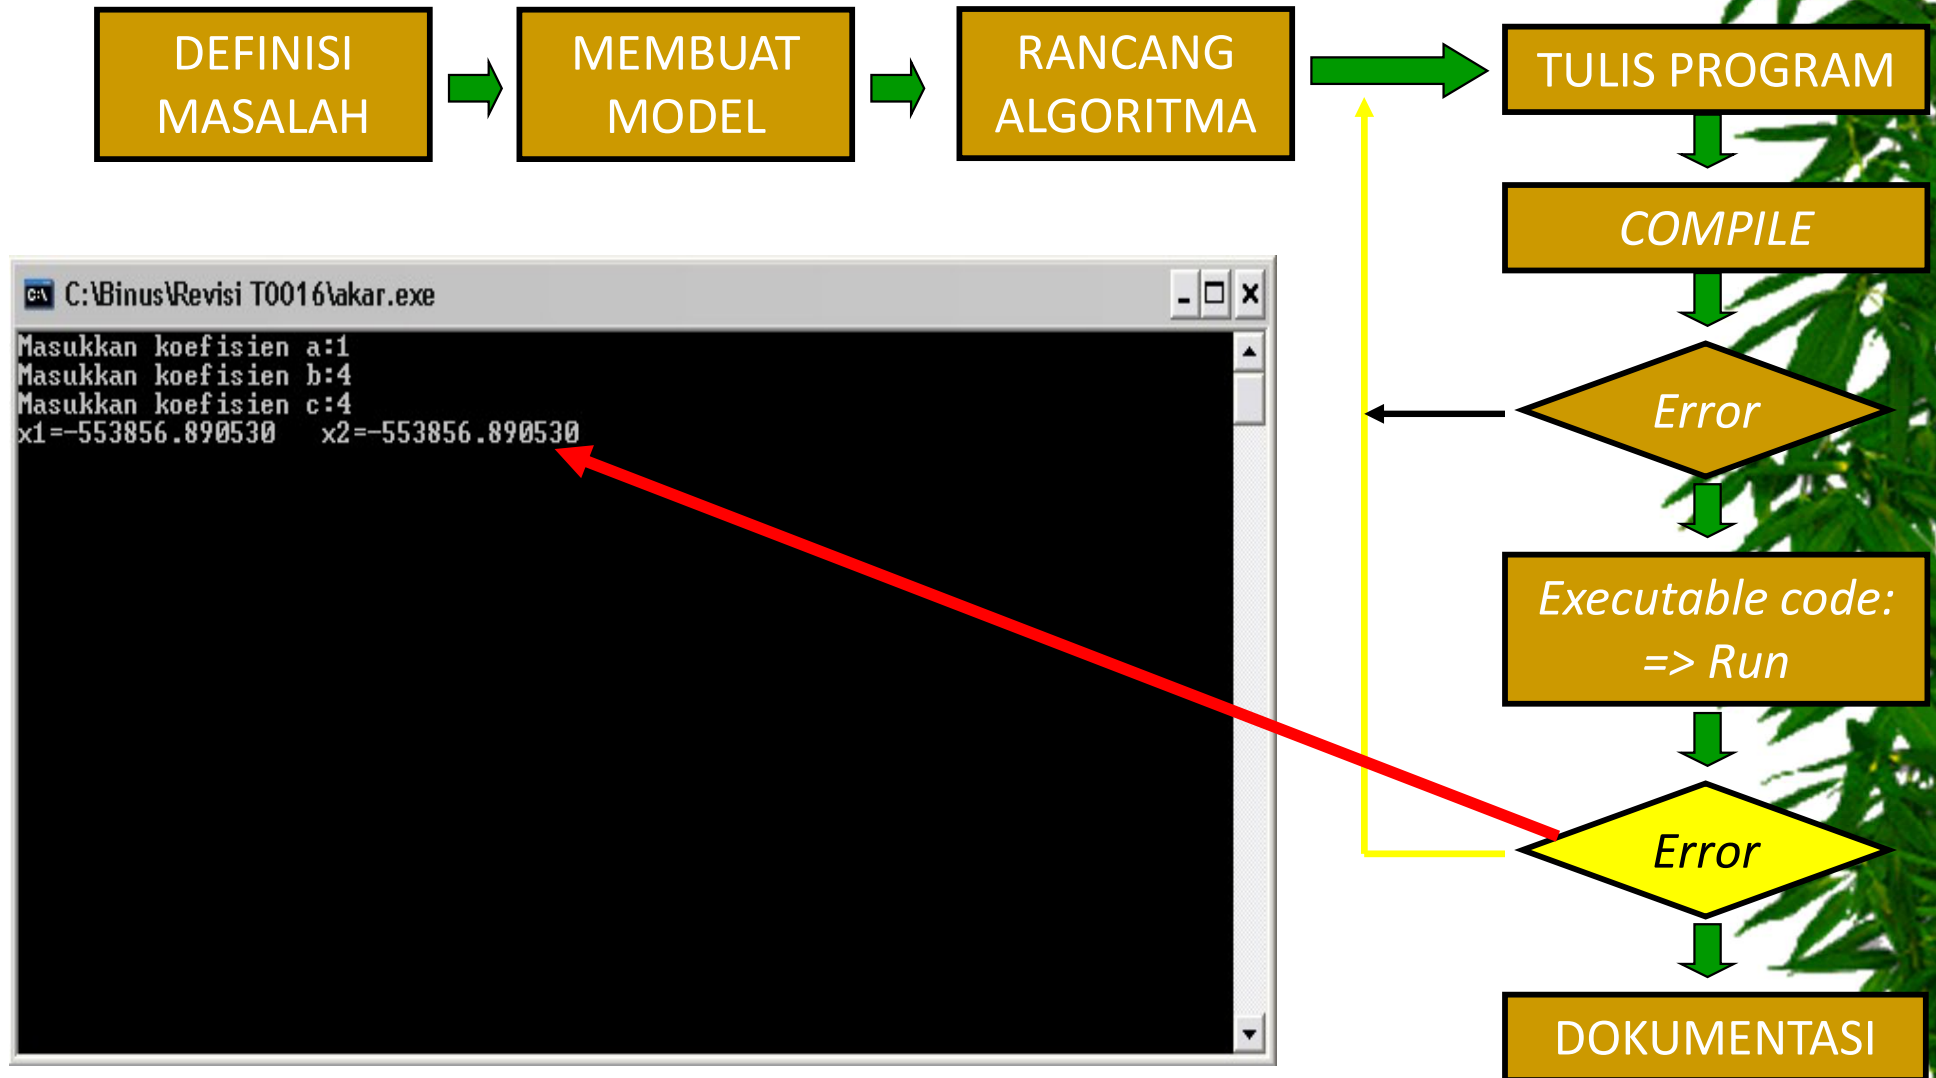 DEFINISI
MASALAH
MEMBUAT
MODEL
RANCANG
ALGORITMA
TULIS PROGRAM
COMPILE
Error
Executable code:
=> Run
Error
DOKUMENTASI
C:\Binus\Revisi T0016\akar.exe
Masukkan koefisien a:1
Masukkan koefisien b:4
Masukkan koefisien c:4
x1=-553856.890530   x2=-553856.890530